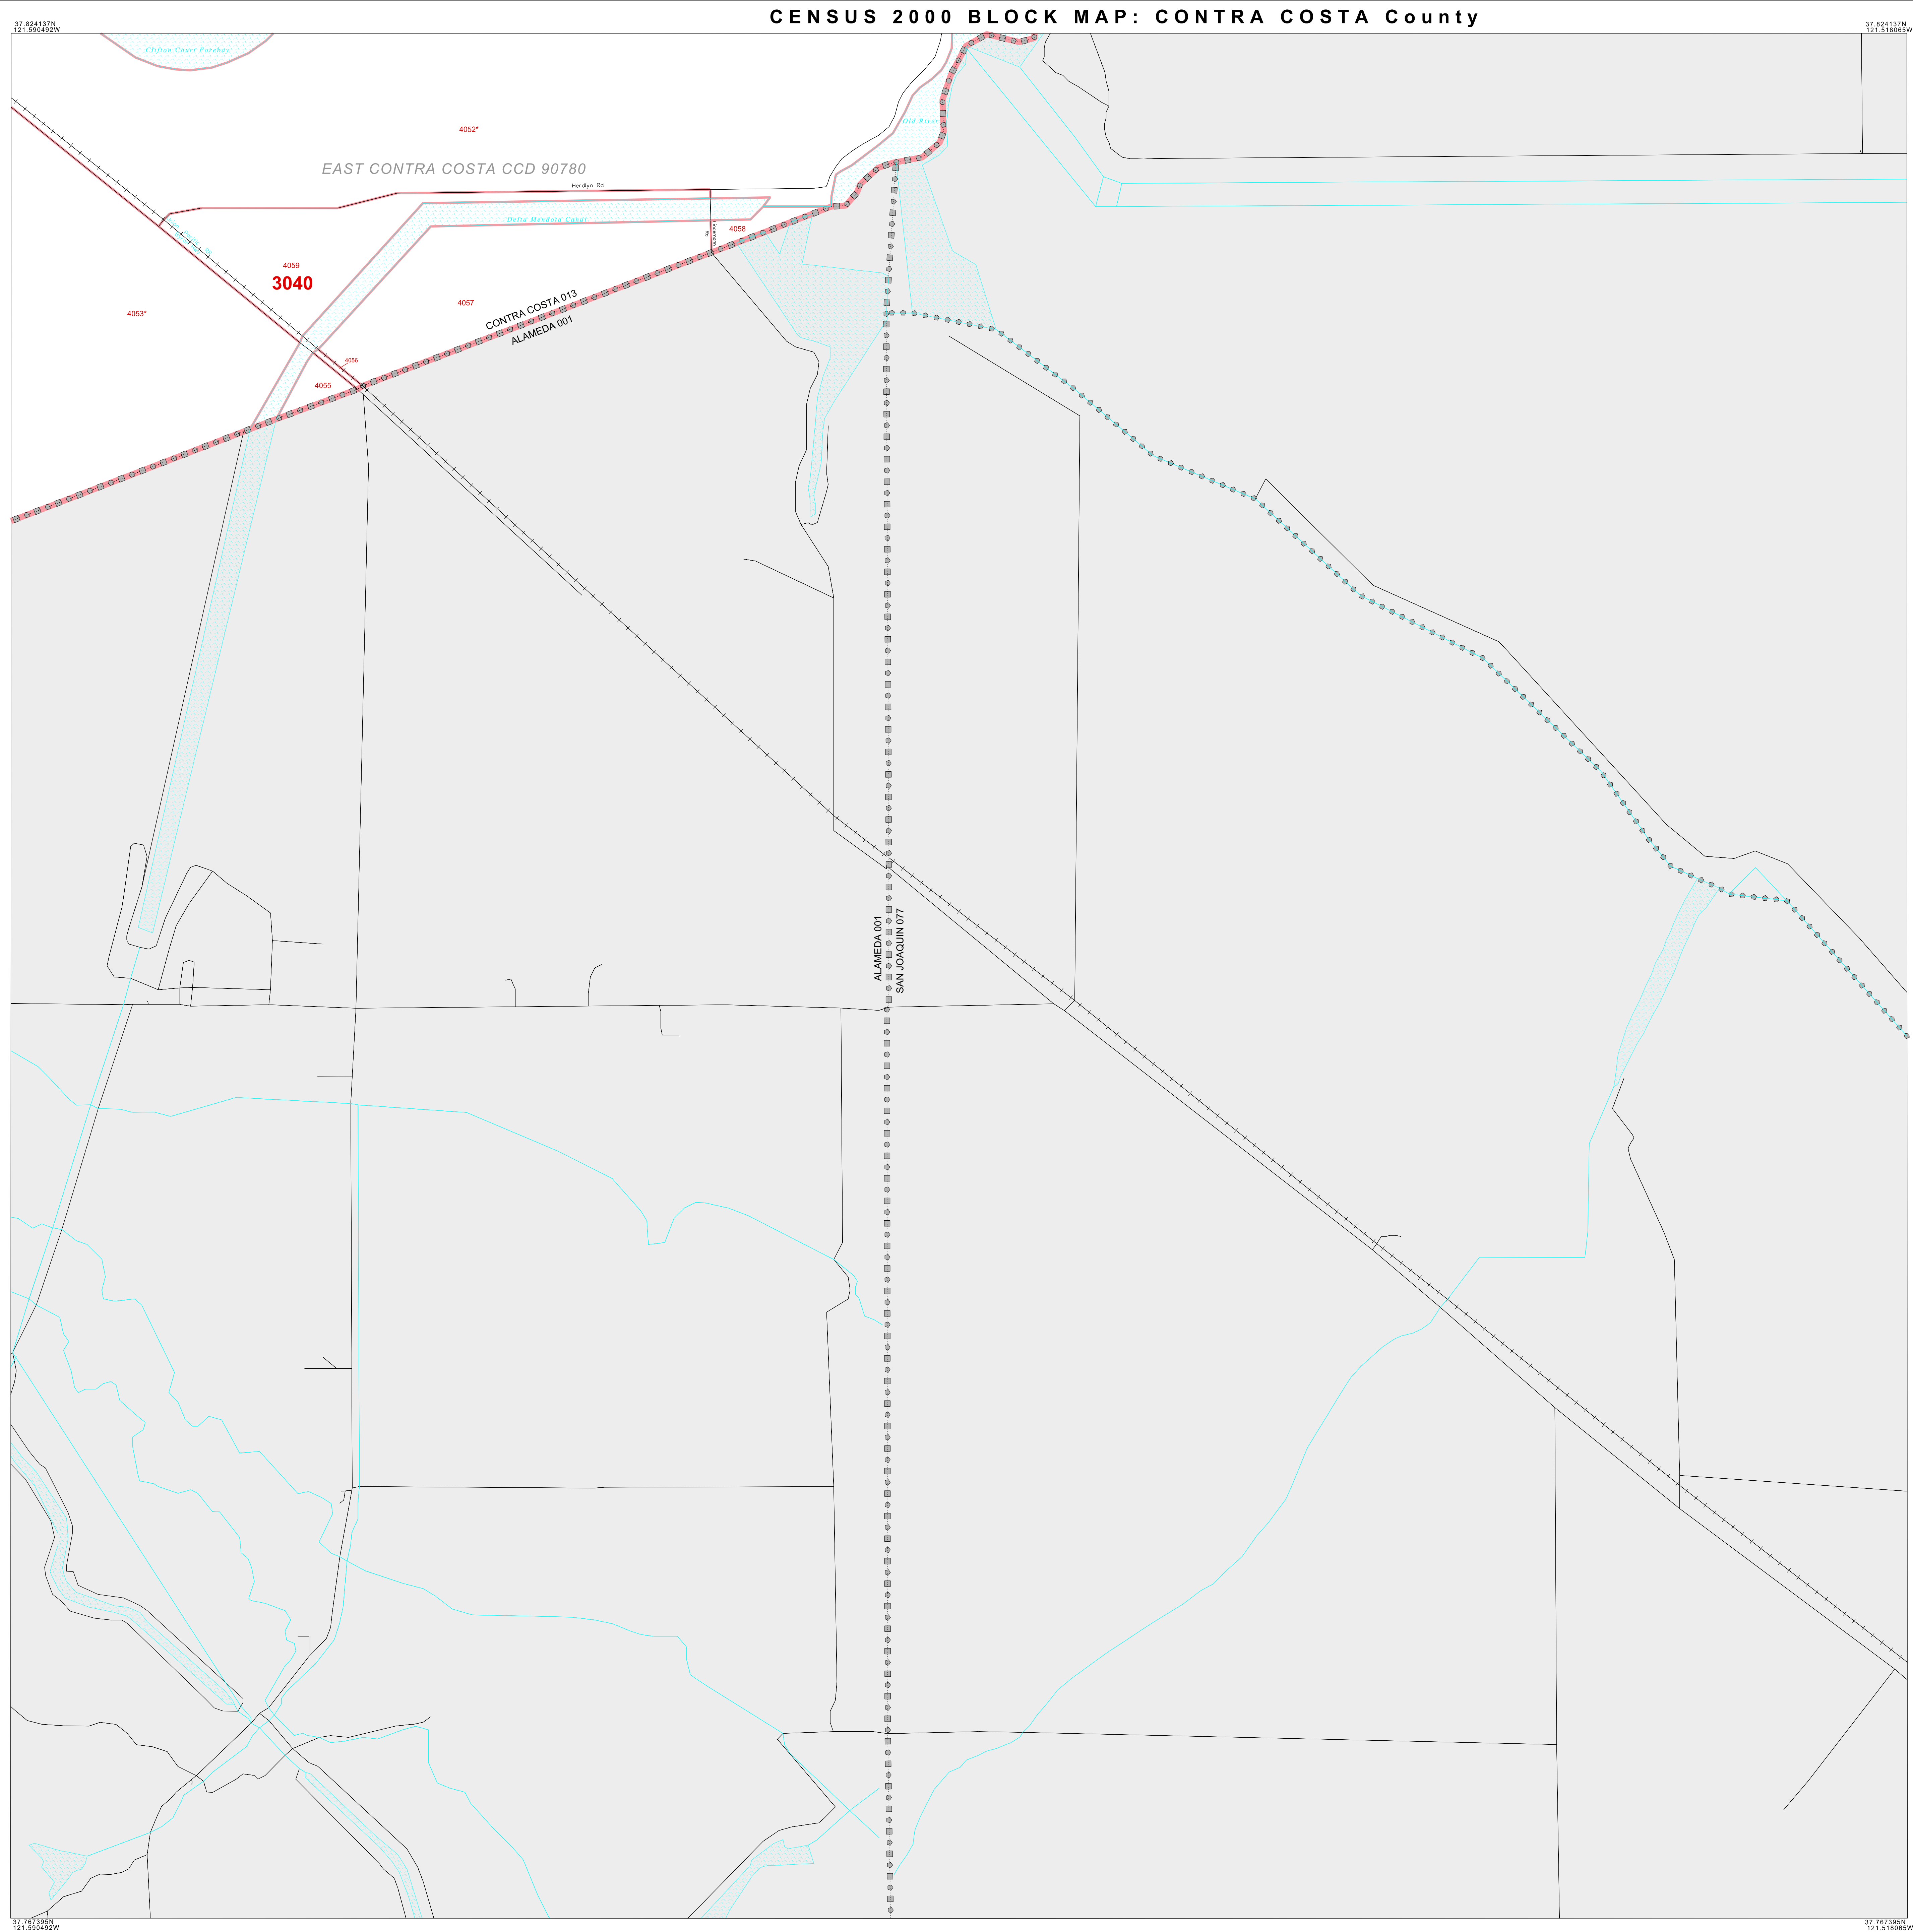 CENSUS 2000 BLOCK MAP: CONTRA COSTA County
37.824137N
121.590492W
37.824137N
121.518065W
Clifton Court Forebay
Old River
4052*
EAST CONTRA COSTA CCD 90780
Herdlyn Rd
Delta Mendota Canal
Rd
4058
4059
3040
4057
4053*
CONTRA COSTA 013
ALAMEDA 001
4056
4055
ALAMEDA 001
SAN JOAQUIN 077
37.767395N
121.590492W
37.767395N
121.518065W